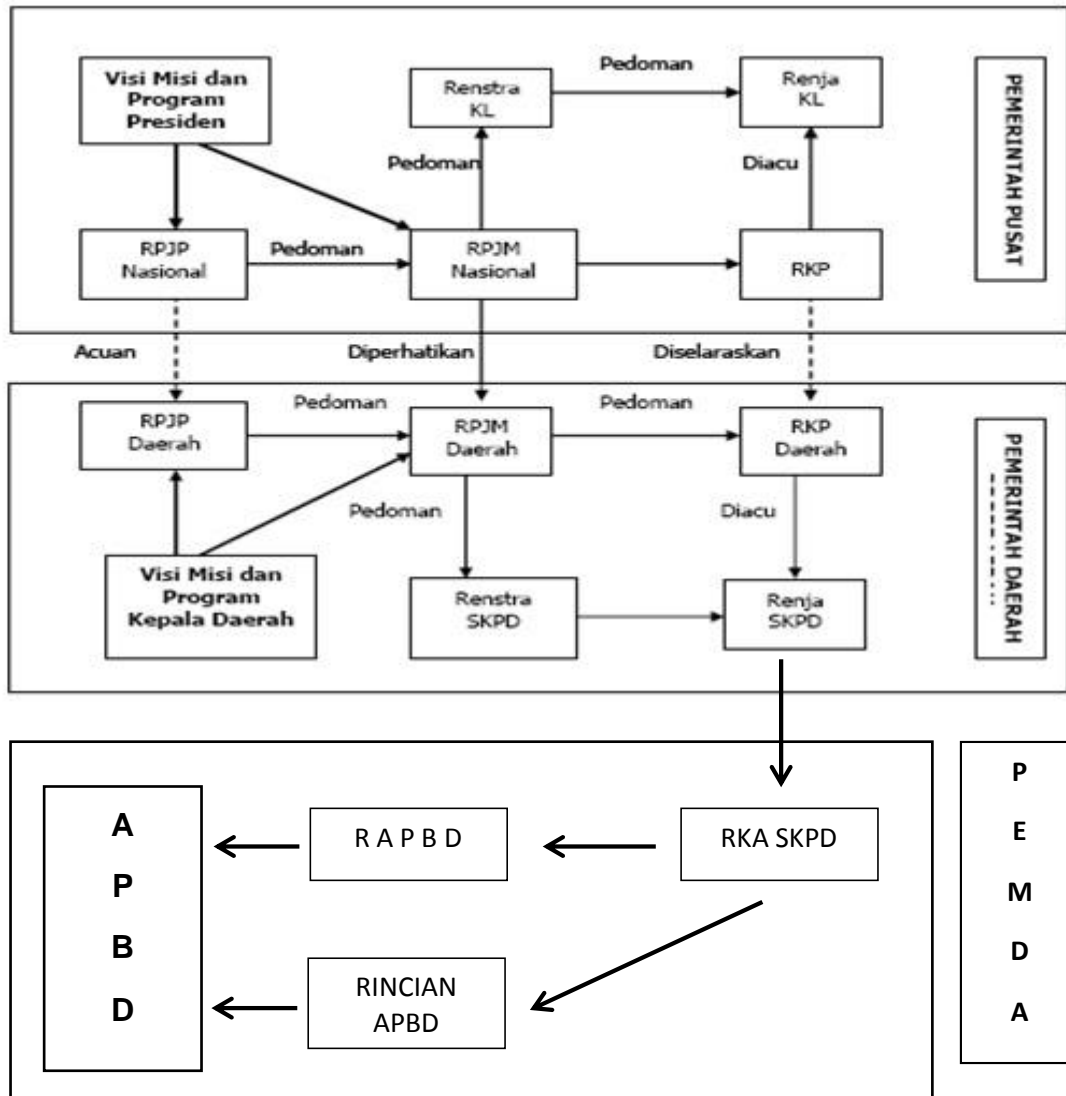 Visi Misi dan
Program
Presiden
Renstra
KL
Pedoman
Renja
KL
PEMERINTAH PUSAT
Pedoman
Diacu
RPJP
Nasional
Pedoman
RPJM
Nasional
RKP
Acuan
Diperhatikan
Diselaraskan
RPJP
Daerah
Pedoman
RPJM
Daerah
Pedoman
RKP
Daerah
PEMERINTAH DAERAH
Pedoman
Diacu
Visi Misi dan
Program
Kepala Daerah
Renstra
SKPD
Renja
SKPD
A
P
B
D
R A P B D
RKA SKPD
RINCIAN
APBD
P
E
M
D
A